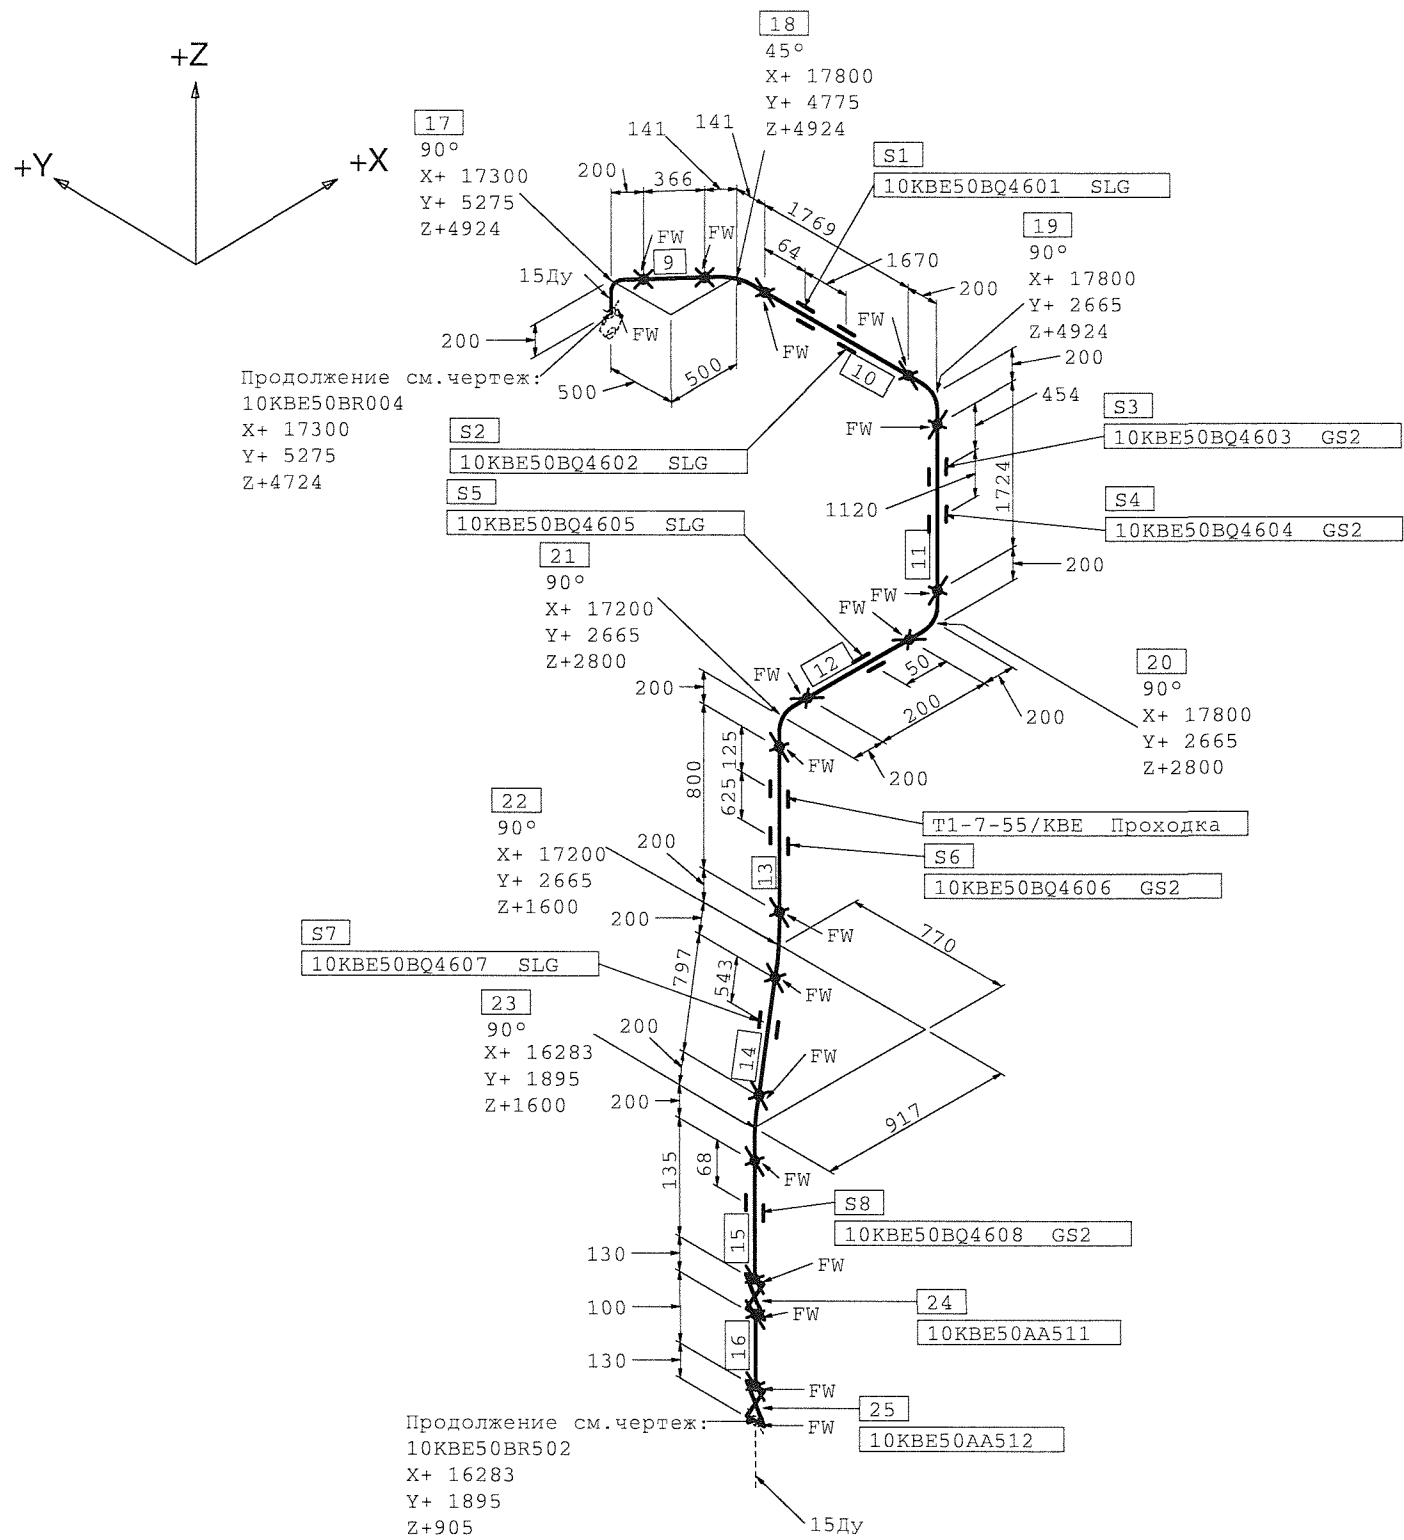 18
45°
X+ 17800
Y+ 4775
Z+4924
+Z
+Y
+X
17
90°
X+ 17300
Y+ 5275
Z+4924
141
141
200
366
S1
10KBE50BQ4601 SLG
1769
64
1670
200
19
90°
X+ 17800
Y+ 2665
Z+4924
FW
FW
9
15Ду
FW
200
FW
FW
10
500
500
Продолжение см.чертеж:
10KBE50BR004
X+ 17300
Y+ 5275
Z+4724
200
454
S3
10KBE50BQ4603 GS2
S2
10KBE50BQ4602 SLG
FW
1724
1120
S4
10KBE50BQ4604 GS2
S5
10KBE50BQ4605 SLG
11
200
21
90°
X+ 17200
Y+ 2665
Z+2800
FW
FW
12
50
FW
200
200
200
200
20
90°
X+ 17800
Y+ 2665
Z+2800
125
FW
800
625
22
90°
X+ 17200
Y+ 2665
Z+1600
T1-7-55/KBE Проходка
S6
10KBE50BQ4606 GS2
200
13
200
FW
770
S7
10KBE50BQ4607 SLG
797
543
FW
23
90°
X+ 16283
Y+ 1895
Z+1600
200
14
FW
200
917
135
68
FW
S8
10KBE50BQ4608 GS2
15
130
FW
24
10KBE50AA511
100
FW
16
130
FW
25
10KBE50AA512
FW
Продолжение см.чертеж:
10KBE50BR502
X+ 16283
Y+ 1895
Z+905
15Ду